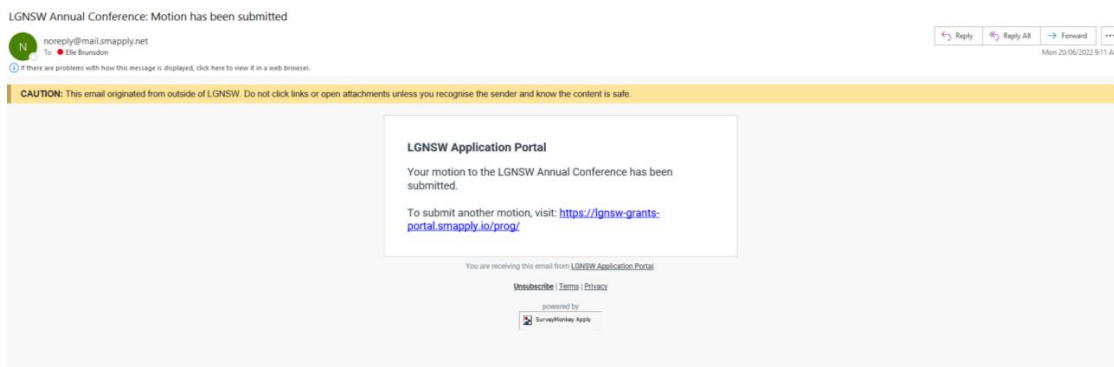 LGNSW Annual Conference: Motion has been submitted
N
noreply@mail.smapply.net
To Elle Brunsdon
Reply
Reply All
Forward
Mon 20/06/2022 9:11 A
If there are problems with how this message is displayed, click here to view it in a web browser.
CAUTION: This email originated from outside of LGNSW. Do not click links or open attachments unless you recognise the sender and know the content is safe.
LGNSW Application Portal
Your motion to the LGNSW Annual Conference has been
submitted.
To submit another motion, visit: https://lgnsw-grants-
portal.smapply.io/prog/
You are receiving this email from LGNSW Application Portal.
Unsubscribe | Terms | Privacy
powered by
SurveyMonkey Apply